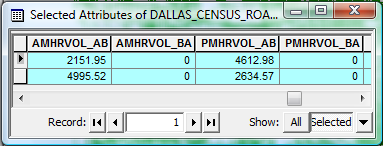 Selected Attributes of DALLAS_CENSUS_ROA...
AMHRVOL_AB AMHRVOL_BA PMHRVOL_AB PMHRVOL_BA
2151.95 0 4612.98 0
4995.52 0 2634.57 0
Record: 1 Show: All Selected